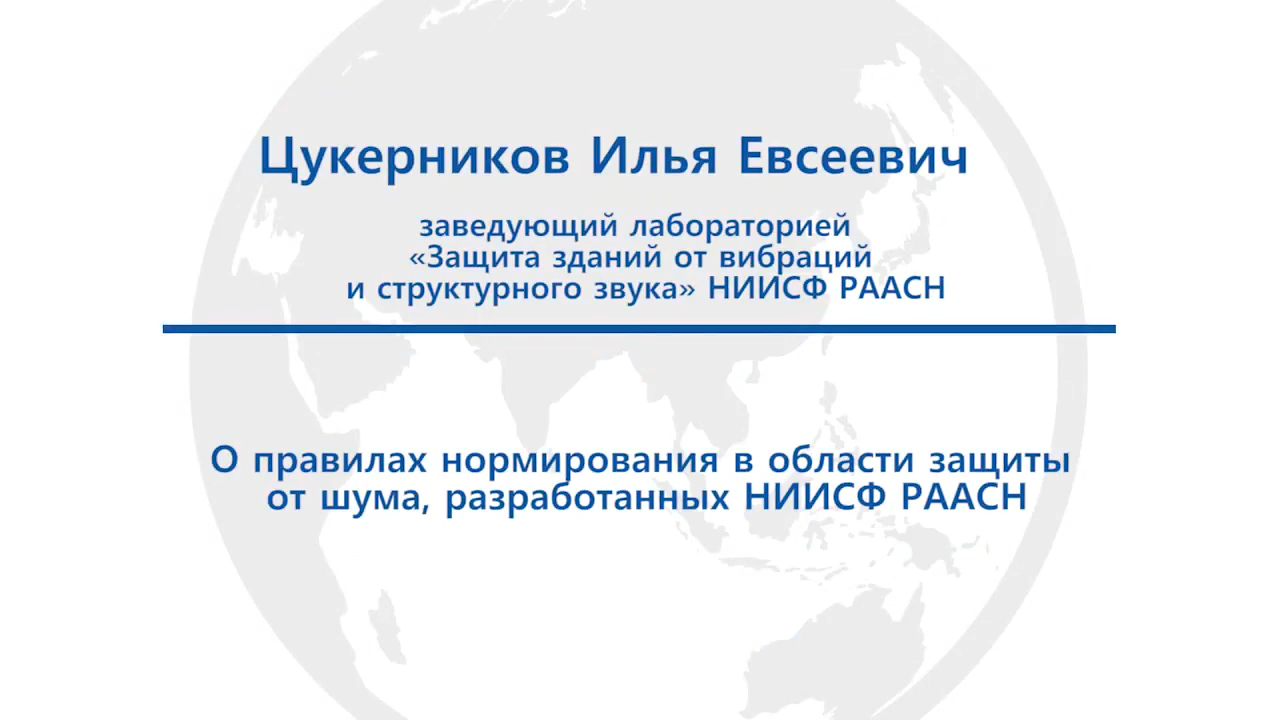 Цукерников Илья Евсеевич
заведующий лабораторией
«Защита зданий от вибраций
и структурного звука» НИИСФ РААСН
О правилах нормирования в области защиты
от шума, разработанных НИИСФ РААСН